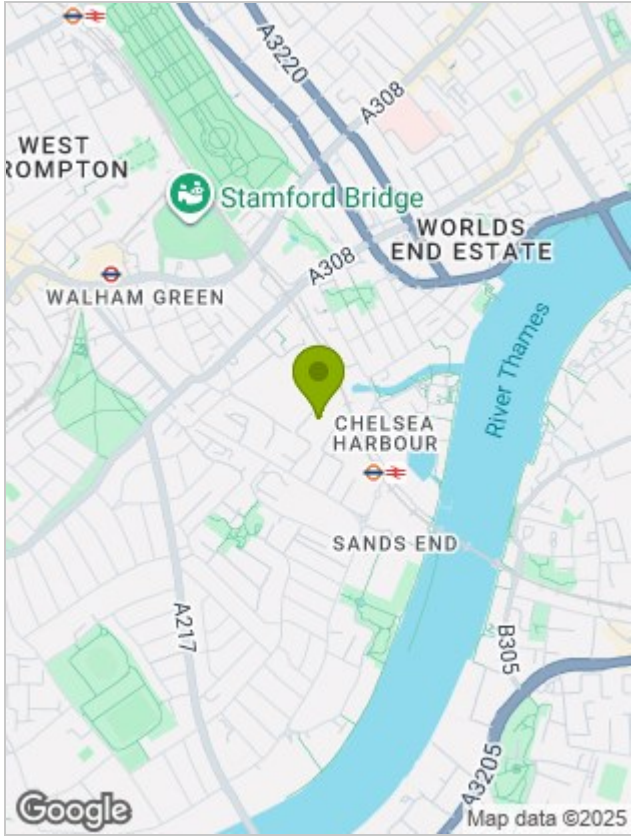 A3220
A308
WEST
ROMPTON
Stamford Bridge
WORLDS
END ESTATE
A308
WALHAM GREEN
River Thames
CHELSEA
HARBOUR
SANDS END
A217
B305
A3205
Google
Map data ©2025